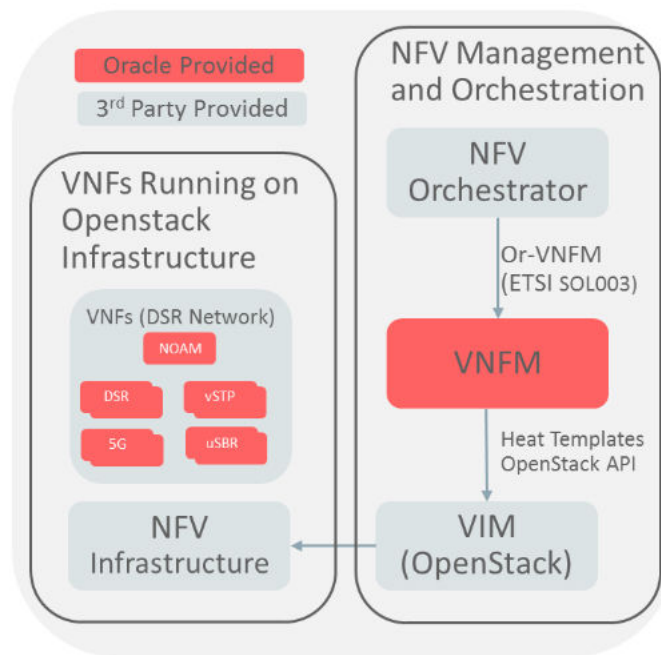 Oracle Provided
3rd Party Provided
VNFs Running on
Openstack
Infrastructure
VNFs (DSR Network)
NOAM
DSR
vSTP
5G
uSBR
NFV
Infrastructure
NFV Management
and Orchestration
NFV
Orchestrator
Or-VNFM
(ETSI SOL003)
VNFM
Heat Templates
OpenStack API
VIM
(OpenStack)